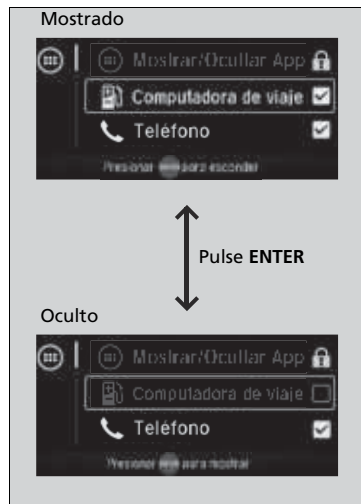 Mostrado
Mostrar/Ocultar App
Computadora de viaje
Teléfono
Presionar para esconder
Pulse ENTER
Oculto
Mostrar/Ocultar App
Computadora de viaje
Teléfono
Presionar para mostrar